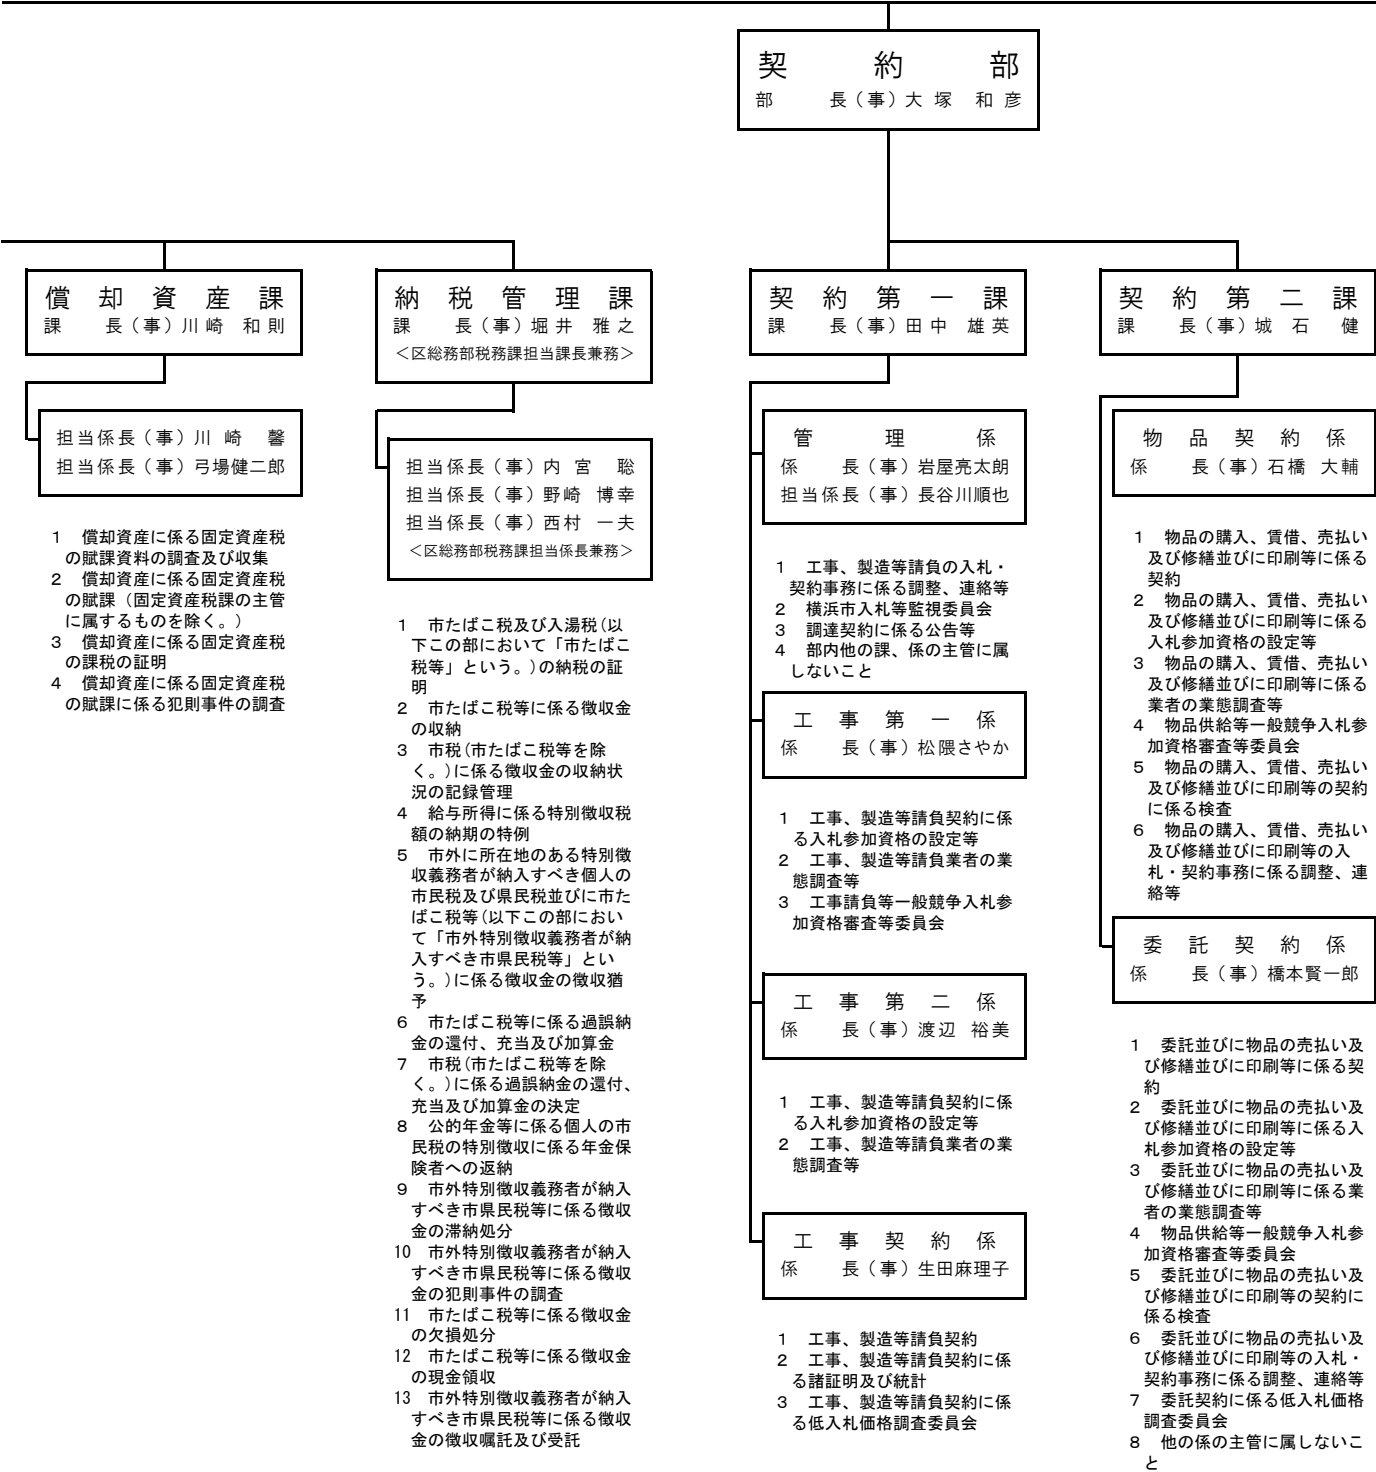 契約部
部　長（事）大塚　和彦
償却資産課
課　長（事）川崎　和則
担当係長（事）川崎　馨
担当係長（事）弓場健二郎
1　償却資産に係る固定資産税
の賦課資料の調査及び収集
2　償却資産に係る固定資産税
の賦課（固定資産税課の主管
に属するものを除く。）
3　償却資産に係る固定資産税
の課税の証明
4　償却資産に係る固定資産税
の賦課に係る犯則事件の調査
納税管理課
課　長（事）堀井　雅之
＜区総務部税務課担当課長兼務＞
担当係長（事）内宮　聡
担当係長（事）野崎　博幸
担当係長（事）西村　一夫
＜区総務部税務課担当係長兼務＞
1　市たばこ税及び入湯税(以
下この部において「市たばこ
税等」という。)の納税の証
明
2　市たばこ税等に係る徴収金
の収納
3　市税(市たばこ税等を除
く。)に係る徴収金の収納状
況の記録管理
4　給与所得に係る特別徴収税
額の納期の特例
5　市外に所在地のある特別徴
収義務者が納入すべき個人の
市民税及び県民税並びに市た
ばこ税等(以下この部におい
て「市外特別徴収義務者が納
入すべき市県民税等」とい
う。)に係る徴収金の徴収猶
予
6　市たばこ税等に係る過誤納
金の還付、充当及び加算金
7　市税(市たばこ税等を除
く。)に係る過誤納金の還付、
充当及び加算金の決定
8　公的年金等に係る個人の市
民税の特別徴収に係る年金保
険者への返納
9　市外特別徴収義務者が納入
すべき市県民税等に係る徴収
金の滞納処分
10　市外特別徴収義務者が納入
すべき市県民税等に係る徴収
金の犯則事件の調査
11　市たばこ税等に係る徴収金
の欠損処分
12　市たばこ税等に係る徴収金
の現金領収
13　市外特別徴収義務者が納入
すべき市県民税等に係る徴収
金の徴収嘱託及び受託
契約第一課
課　長（事）田中　雄英
管理係
係　長（事）岩屋亮太朗
担当係長（事）長谷川順也
1　工事、製造等請負の入札・
契約事務に係る調整、連絡等
2　横浜市入札等監視委員会
3　調達契約に係る公告等
4　部内他の課、係の主管に属
しないこと
工事第一係
係　長（事）松隈さやか
1　工事、製造等請負契約に係
る入札参加資格の設定等
2　工事、製造等請負業者の業
態調査等
3　工事請負等一般競争入札参
加資格審査等委員会
工事第二係
係　長（事）渡辺　裕美
1　工事、製造等請負契約に係
る入札参加資格の設定等
2　工事、製造等請負業者の業
態調査等
工事契約係
係　長（事）生田麻理子
1　工事、製造等請負契約
2　工事、製造等請負契約に係
る諸証明及び統計
3　工事、製造等請負契約に係
る低入札価格調査委員会
契約第二課
課　長（事）城石　健
物品契約係
係　長（事）石橋　大輔
1　物品の購入、賃借、売払い
及び修繕並びに印刷等に係る
契約
2　物品の購入、賃借、売払い
及び修繕並びに印刷等に係る
入札参加資格の設定等
3　物品の購入、賃借、売払い
及び修繕並びに印刷等に係る
業者の業態調査等
4　物品供給等一般競争入札参
加資格審査等委員会
5　物品の購入、賃借、売払い
及び修繕並びに印刷等の契約
に係る検査
6　物品の購入、賃借、売払い
及び修繕並びに印刷等の入
札・契約事務に係る調整、連
絡等
委託契約係
係　長（事）橋本賢一郎
1　委託並びに物品の売払い及
び修繕並びに印刷等に係る契
約
2　委託並びに物品の売払い及
び修繕並びに印刷等に係る入
札参加資格の設定等
3　委託並びに物品の売払い及
び修繕並びに印刷等に係る業
者の業態調査等
4　物品供給等一般競争入札参
加資格審査等委員会
5　委託並びに物品の売払い及
び修繕並びに印刷等の契約に
係る検査
6　委託並びに物品の売払い及
び修繕並びに印刷等の入札・
契約事務に係る調整、連絡等
7　委託契約に係る低入札価格
調査委員会
8　他の係の主管に属しないこ
と